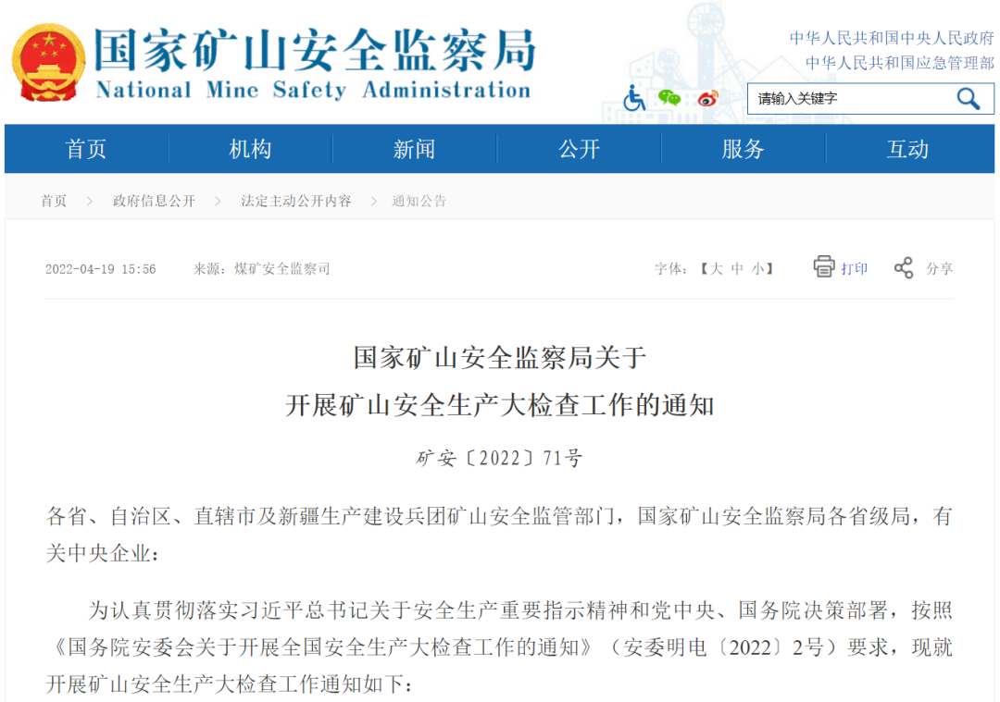 国家矿山安全监察局
National Mine Safety Administration
中华人民共和国中央人民政府
中华人民共和国应急管理部
请输入关键字
首页 机构 新闻 公开 服务 互动
首页 > 政府信息公开 > 法定主动公开内容 > 通知公告
2022-04-19 15:56 来源：煤矿安全监察司 字体：【大 中 小】 打印 分享
国家矿山安全监察局关于
开展矿山安全生产大检查工作的通知
矿安〔2022〕71号
各省、自治区、直辖市及新疆生产建设兵团矿山安全监管部门，国家矿山安全监察局各省级局，有
关中央企业：
为认真贯彻落实习近平总书记关于安全生产重要指示精神和党中央、国务院决策部署，按照
《国务院安委会关于开展全国安全生产大检查工作的通知》（安委明电〔2022〕2号）要求，现就
开展矿山安全生产大检查工作通知如下：